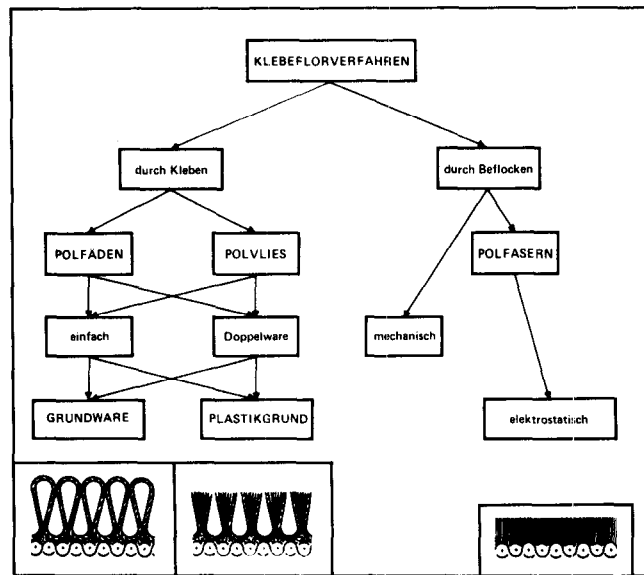 KLEBEFLORVERFAHREN
durch Kleben
durch Beflocken
POLFÄDEN
POLVLIES
POLFASERN
einfach
Doppelware
mechanisch
GRUNDWARE
PLASTIKGRUND
elektrostatisch